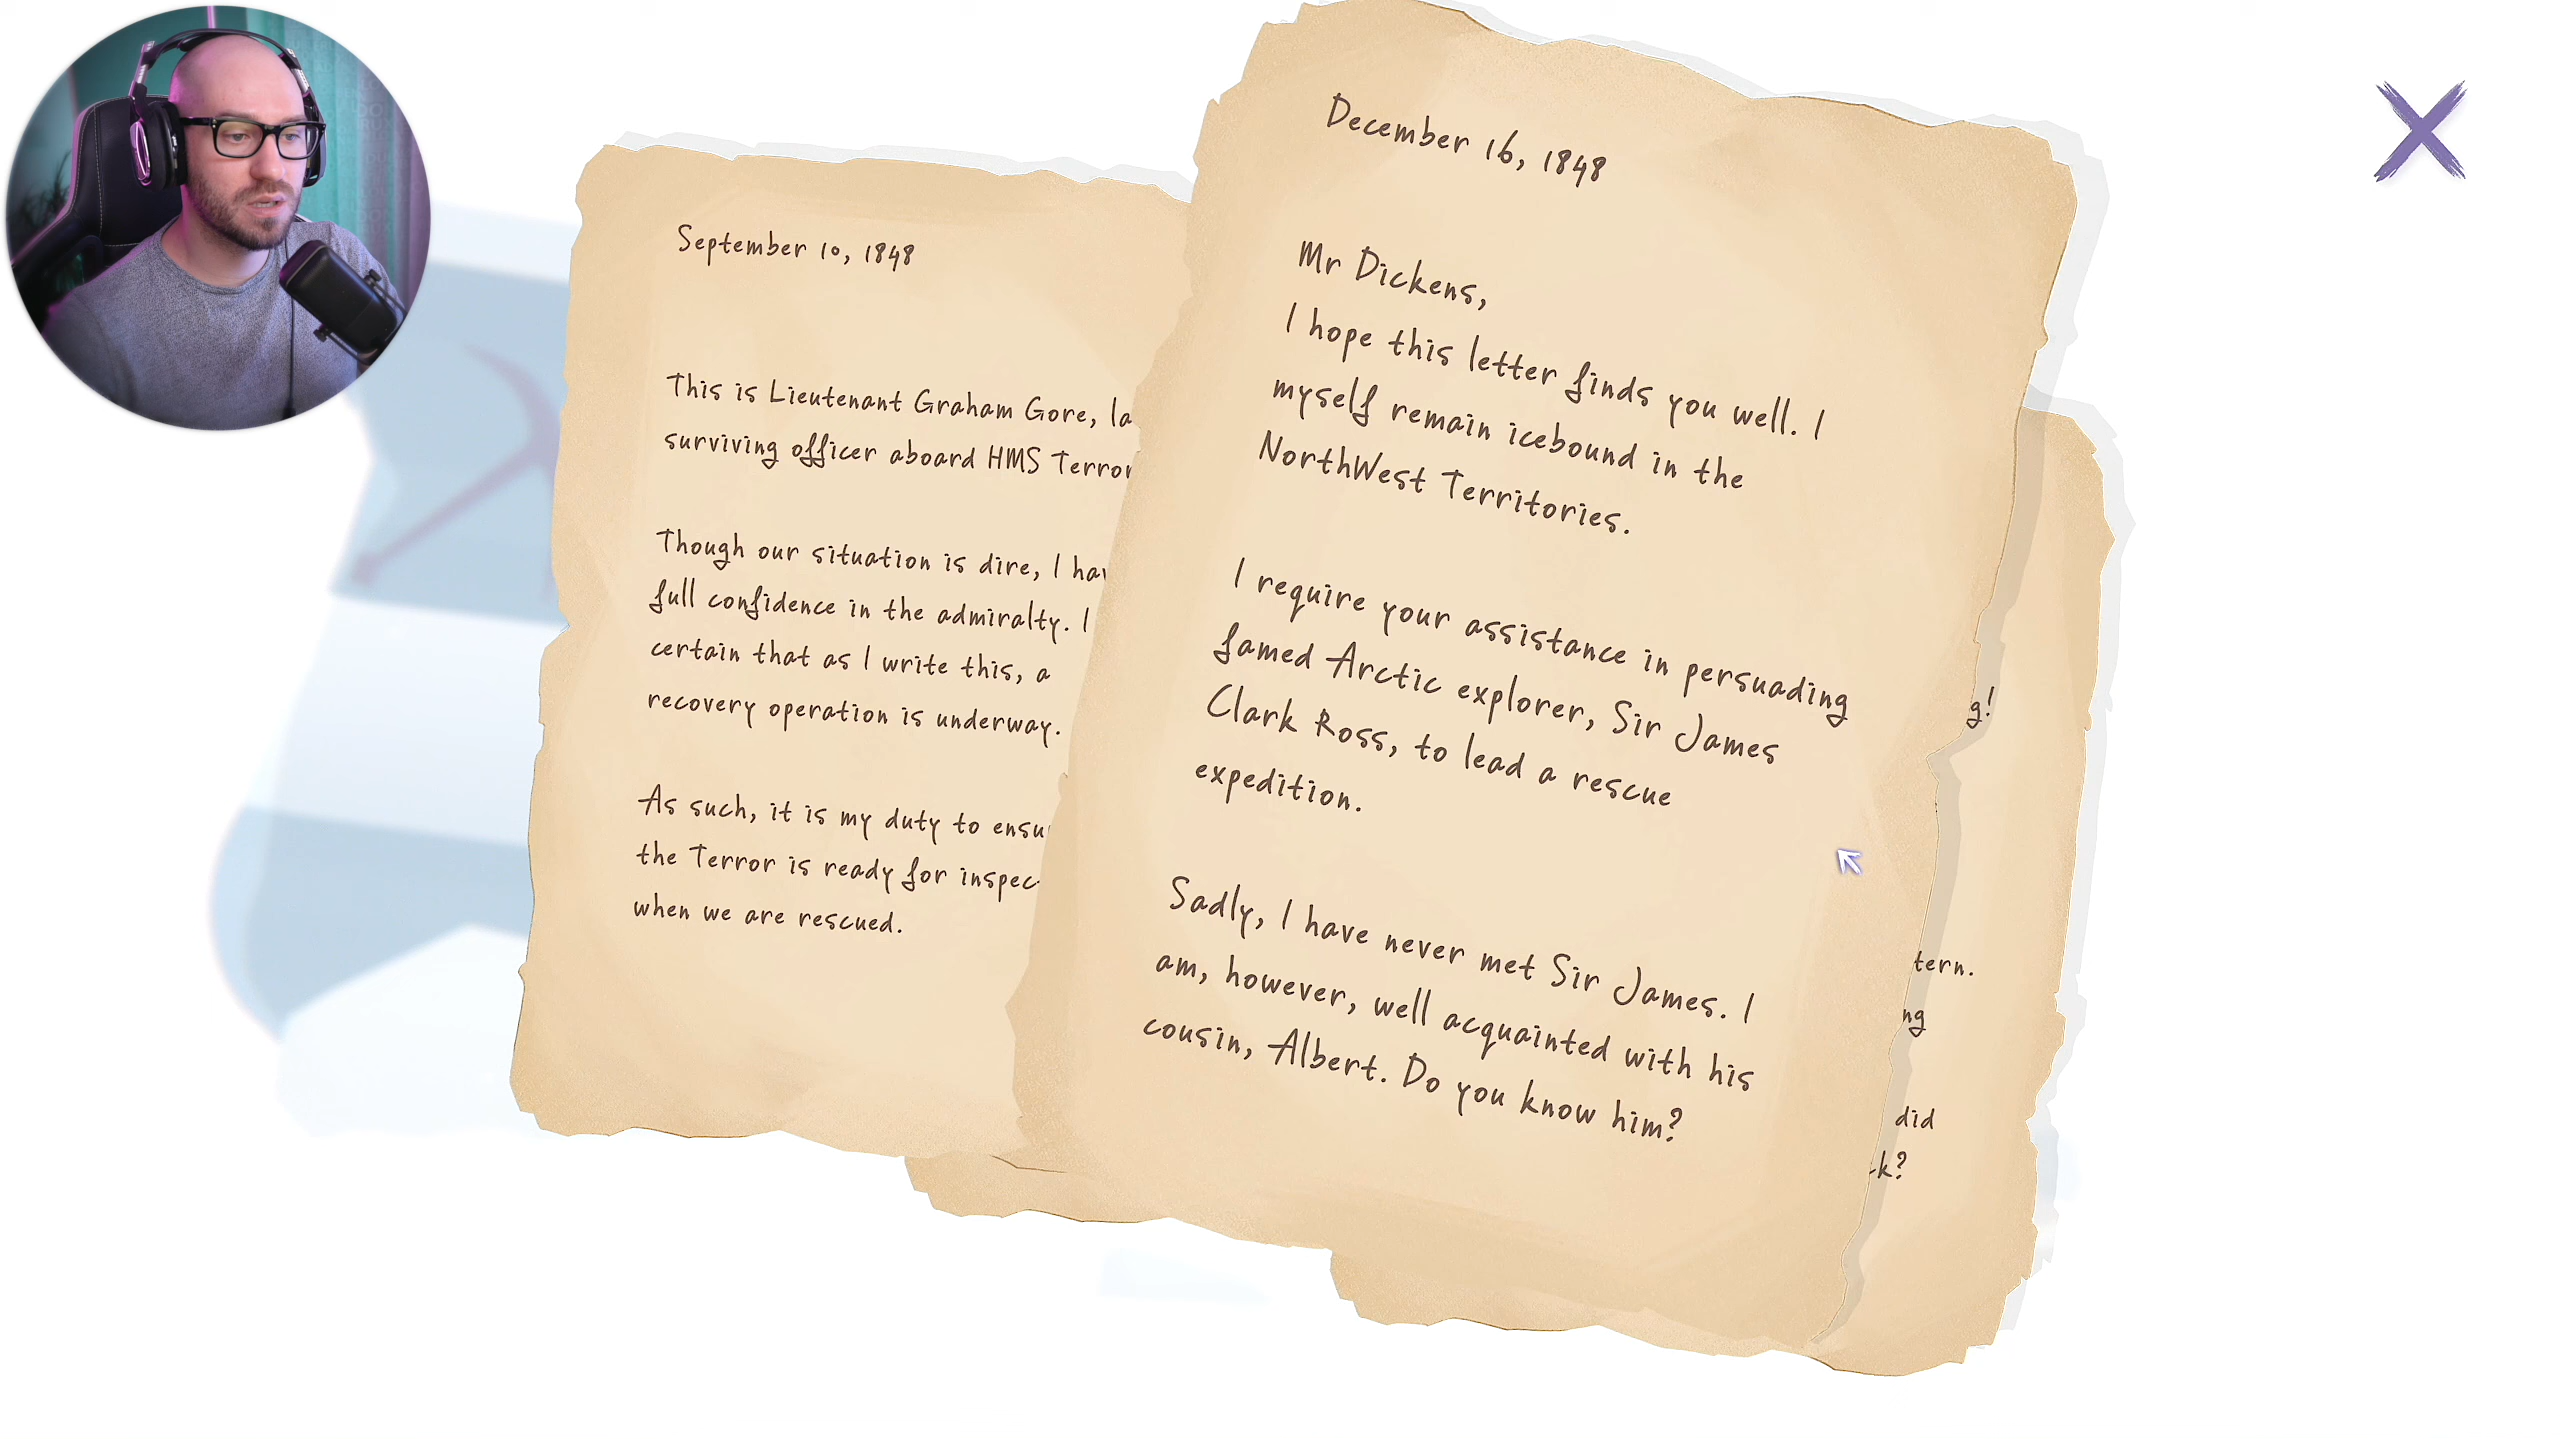 September 10, 1848
This is Lieutenant Graham Gore,
surviving officer aboard HMS Terror
Though our situation is dire, I
full confidence in the admiralty. I
certain that as I write this, a
recovery operation is underway.
As such, it is my duty to
the Terror is ready for
when we are rescued.
December 16, 1848
Mr Dickens,
I hope this letter finds you well. I
myself remain icebound in the
NorthWest Territories.
I require your assistance in persuading
famed Arctic explorer, Sir James
Clark Ross, to lead a rescue
expedition.
Sadly, I have never met Sir James. I
am, however, well acquainted with his
cousin, Albert. Do you know him?
did